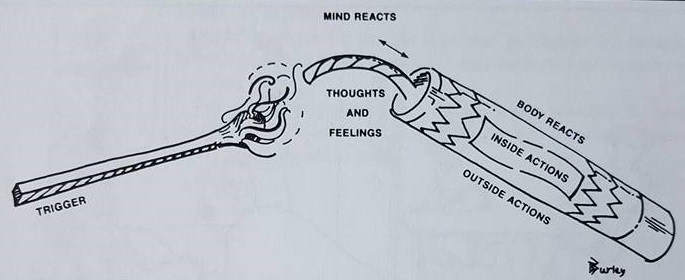 MIND REACTS
THOUGHTS
AND
FEELINGS
BODY REACTS
INSIDE ACTIONS
OUTSIDE ACTIONS
TRIGGER
Burley